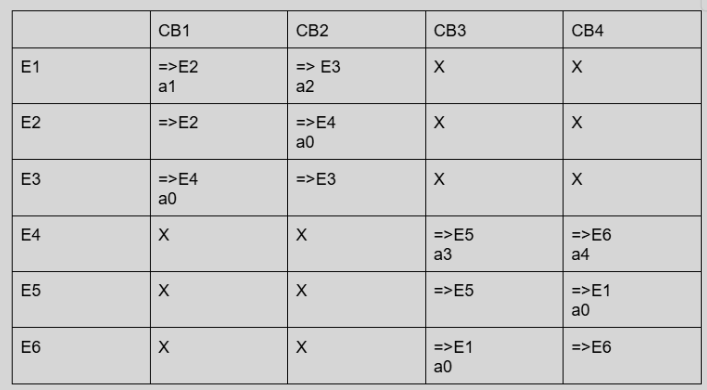 CB1 CB2 CB3 CB4
E1 =>E2 => E3 X X
a1 a2
E2 =>E2 =>E4 X X
a0
E3 =>E4 =>E3 X X
a0
E4 X X =>E5 =>E6
a3 a4
E5 X X =>E5 =>E1
a0
E6 X X =>E1 =>E6
a0